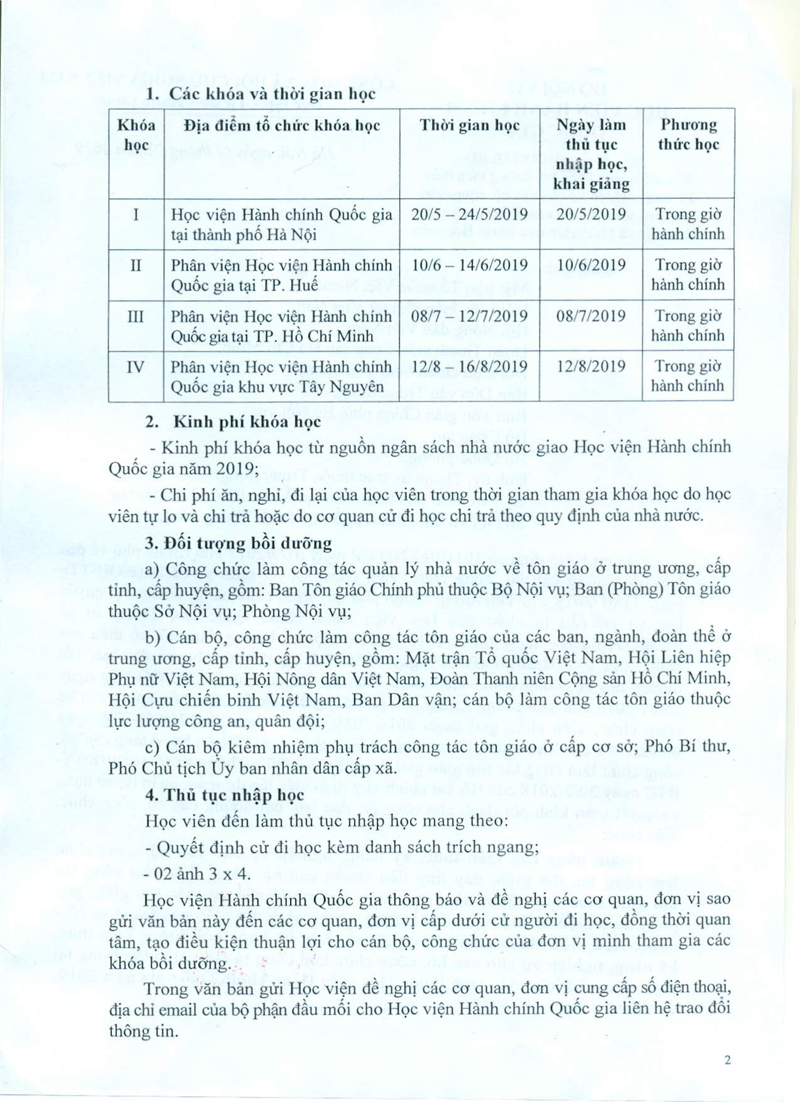 1. Các khóa và thời gian học
Khóa học | Địa điểm tổ chức khóa học | Thời gian học | Ngày làm thủ tục nhập học, khai giảng | Phương thức học
I | Học viện Hành chính Quốc gia tại thành phố Hà Nội | 20/5 – 24/5/2019 | 20/5/2019 | Trong giờ hành chính
II | Phân viện Học viện Hành chính Quốc gia tại TP. Huế | 10/6 – 14/6/2019 | 10/6/2019 | Trong giờ hành chính
III | Phân viện Học viện Hành chính Quốc gia tại TP. Hồ Chí Minh | 08/7 – 12/7/2019 | 08/7/2019 | Trong giờ hành chính
IV | Phân viện Học viện Hành chính Quốc gia khu vực Tây Nguyên | 12/8 – 16/8/2019 | 12/8/2019 | Trong giờ hành chính
2. Kinh phí khóa học
- Kinh phí khóa học từ nguồn ngân sách nhà nước giao Học viện Hành chính
Quốc gia năm 2019;
- Chi phí ăn, nghỉ, đi lại của học viên trong thời gian tham gia khóa học do học
viên tự lo và chi trả hoặc do cơ quan cử đi học chi trả theo quy định của nhà nước.
3. Đối tượng bồi dưỡng
a) Công chức làm công tác quản lý nhà nước về tôn giáo ở trung ương, cấp
tỉnh, cấp huyện, gồm: Ban Tôn giáo Chính phủ thuộc Bộ Nội vụ; Ban (Phòng) Tôn giáo
thuộc Sở Nội vụ; Phòng Nội vụ;
b) Cán bộ, công chức làm công tác tôn giáo của các ban, ngành, đoàn thể ở
trung ương, cấp tỉnh, cấp huyện, gồm: Mặt trận Tổ quốc Việt Nam, Hội Liên hiệp
Phụ nữ Việt Nam, Hội Nông dân Việt Nam, Đoàn Thanh niên Cộng sản Hồ Chí Minh,
Hội Cựu chiến binh Việt Nam, Ban Dân vận; cán bộ làm công tác tôn giáo thuộc
lực lượng công an, quân đội;
c) Cán bộ kiêm nhiệm phụ trách công tác tôn giáo ở cấp cơ sở; Phó Bí thư,
Phó Chủ tịch Ủy ban nhân dân cấp xã.
4. Thủ tục nhập học
Học viên đến làm thủ tục nhập học mang theo:
- Quyết định cử đi học kèm danh sách trích ngang;
- 02 ảnh 3 x 4.
Học viện Hành chính Quốc gia thông báo và đề nghị các cơ quan, đơn vị sao
gửi văn bản này đến các cơ quan, đơn vị cấp dưới cử người đi học, đồng thời quan
tâm, tạo điều kiện thuận lợi cho cán bộ, công chức của đơn vị mình tham gia các
khóa bồi dưỡng.
Trong văn bản gửi Học viện đề nghị các cơ quan, đơn vị cung cấp số điện thoại,
địa chỉ email của bộ phận đầu mối cho Học viện Hành chính Quốc gia liên hệ trao đổi
thông tin.
2